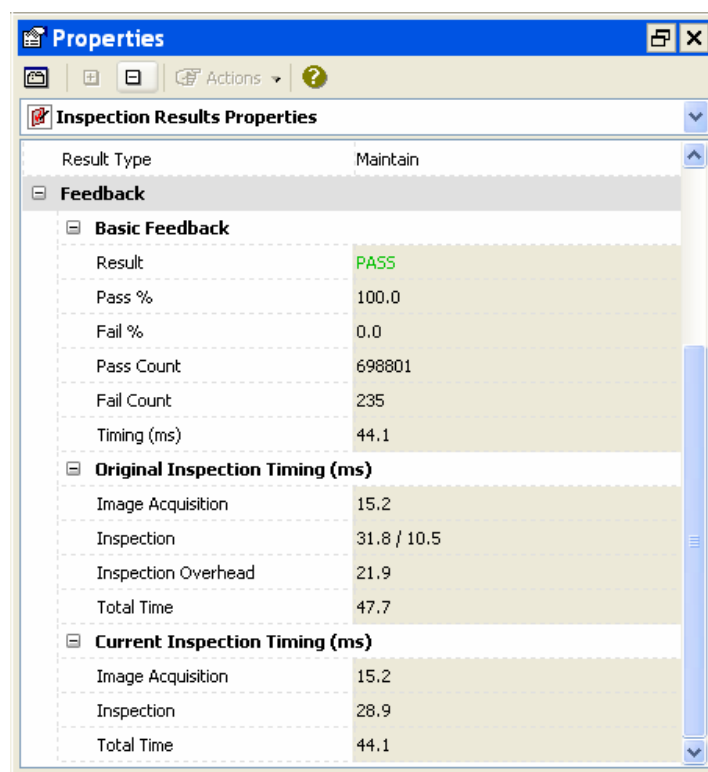 Properties
Actions
Inspection Results Properties
Result Type Maintain
Feedback
Basic Feedback
Result PASS
Pass % 100.0
Fail % 0.0
Pass Count 698801
Fail Count 235
Timing (ms) 44.1
Original Inspection Timing (ms)
Image Acquisition 15.2
Inspection 31.8 / 10.5
Inspection Overhead 21.9
Total Time 47.7
Current Inspection Timing (ms)
Image Acquisition 15.2
Inspection 28.9
Total Time 44.1